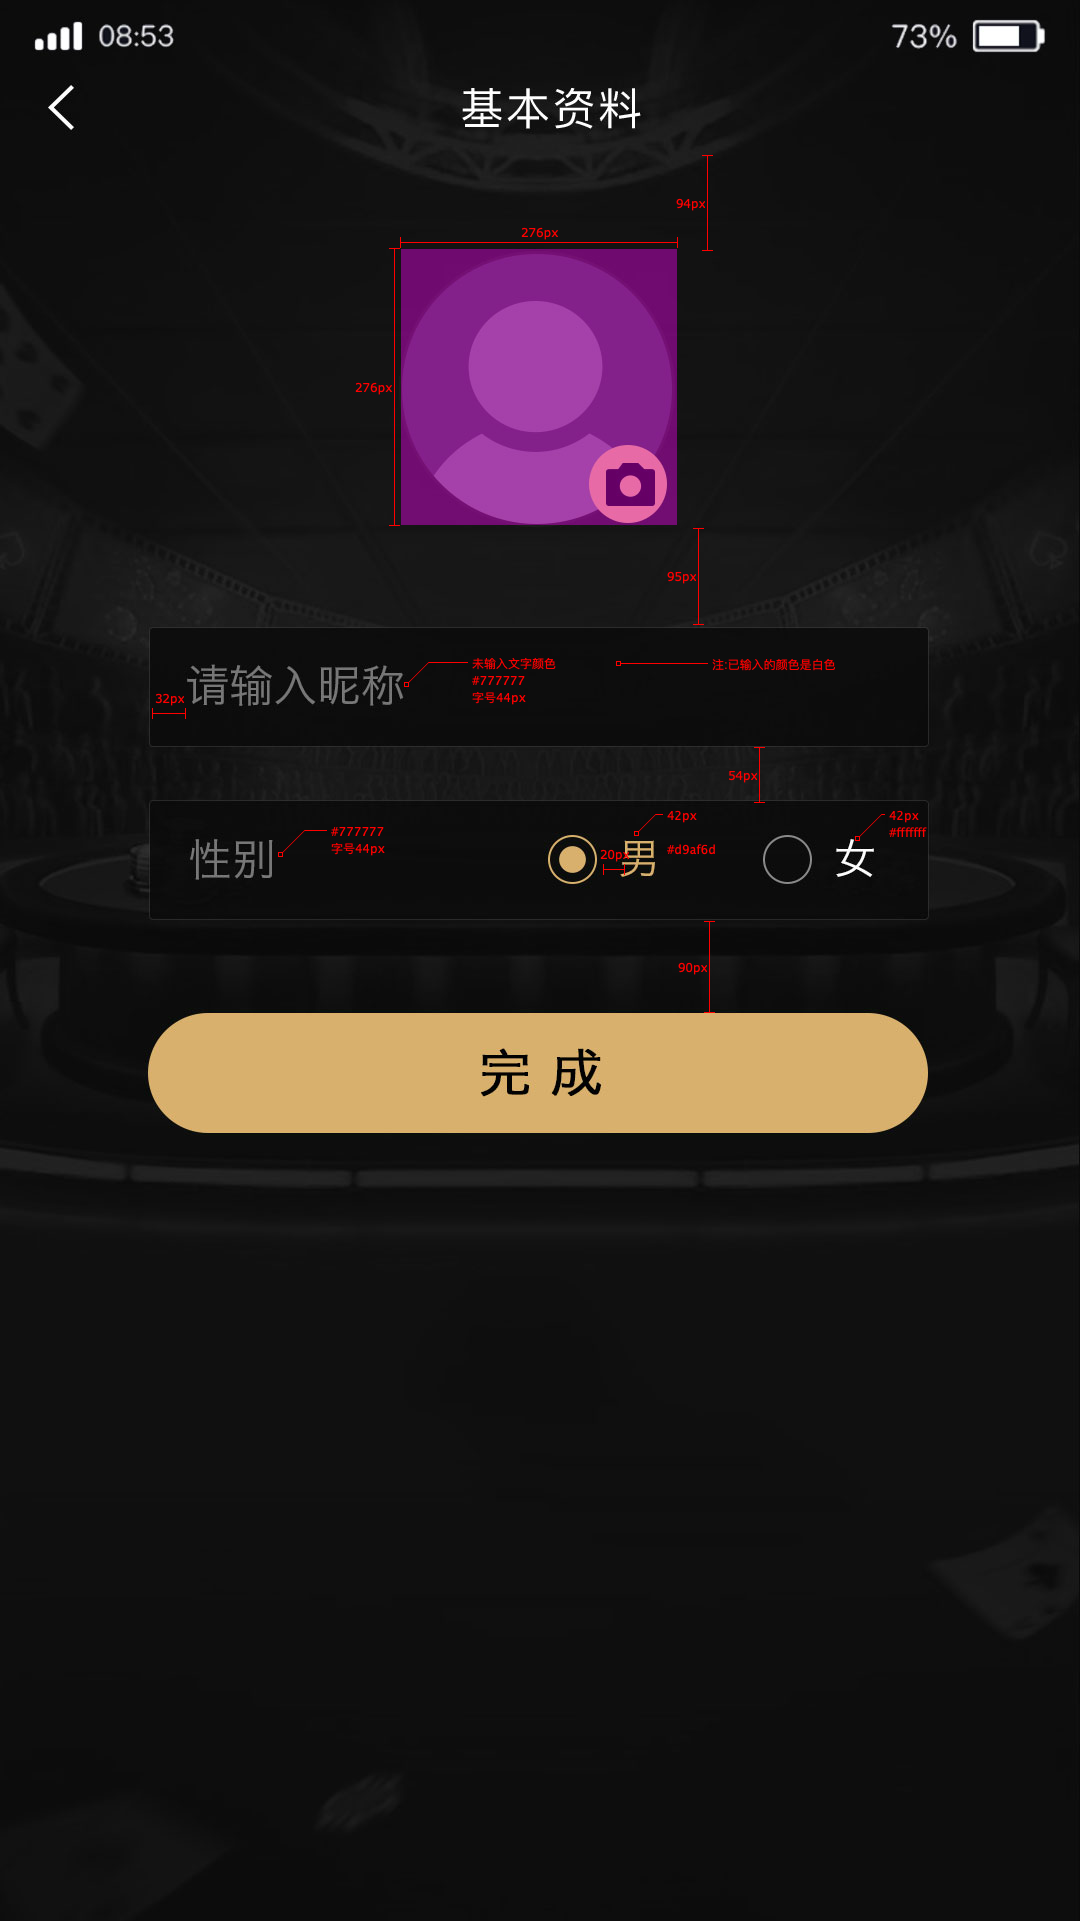 08:53
73%
基本资料
94px
276px
276px
95px
请输入昵称
未输入文字颜色
#777777
字号44px
注:已输入的颜色是白色
32px
54px
性别
#777777
字号44px
20px
男
42px
#d9af6d
女
42px
#fffffff
90px
完 成